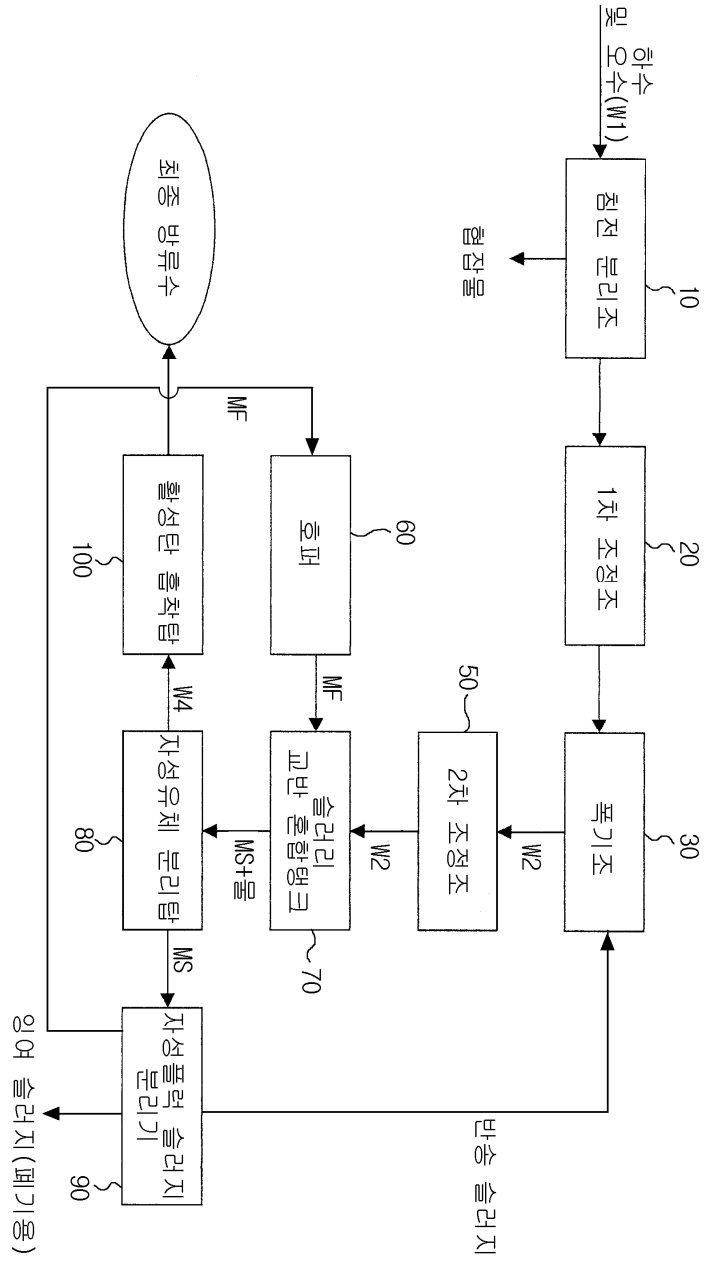 하수
및 오수(W1)
침전 분리조
10
협잡물
1차 조정조
20
폭기조
30
W2
2차 조정조
50
W2
호퍼
60
MF
MF
슬러리
교반 혼합탱크
70
MS+물
자성유체 분리탑
80
W4
활성탄 흡착탑
100
최종 방류수
MS
자성플럭 슬러지
분리기
90
반송 슬러지
잉여 슬러지(폐기용)